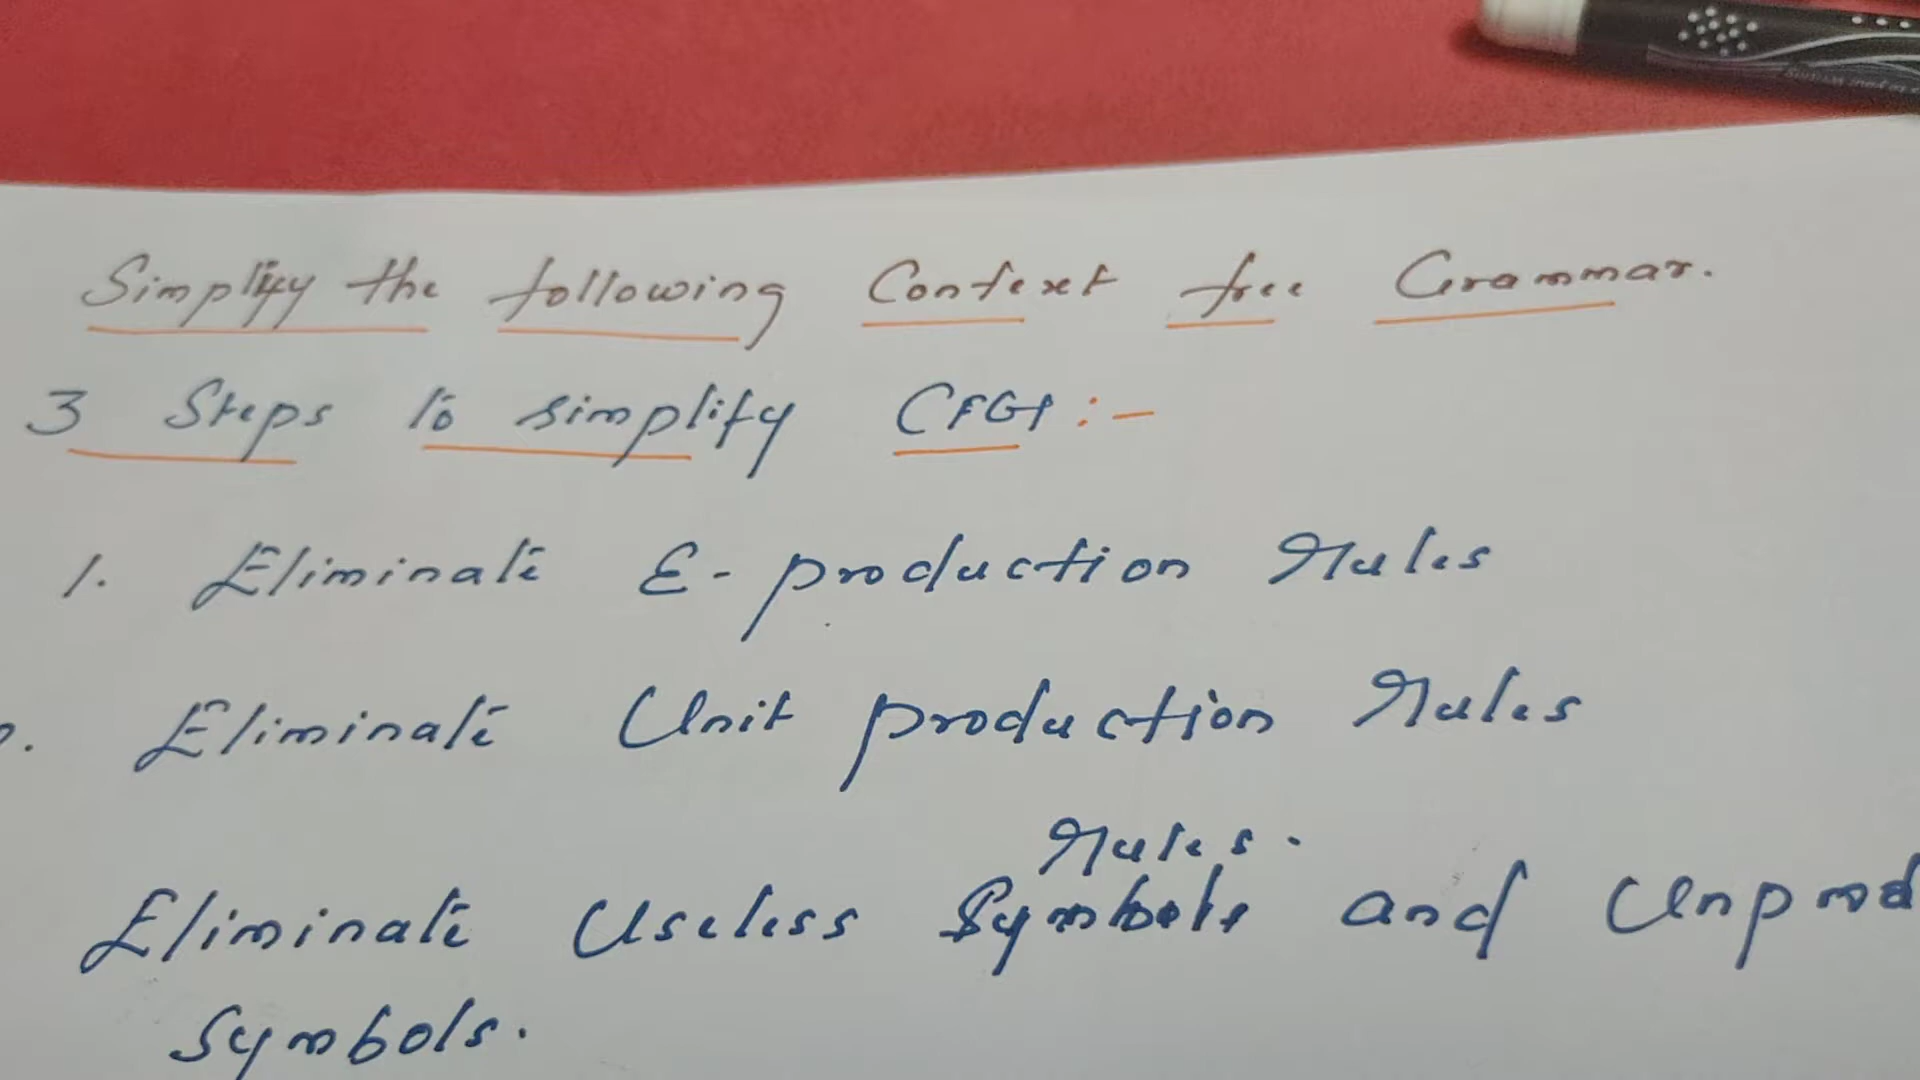 Simplify the following Context free Grammar.
3 Steps to simplify CFG :-
1. Eliminate ε-production rules
2. Eliminate Unit production rules
rules.
Eliminate Useless Symbols and Unprod
Symbols.